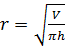 r = √(V/πh)